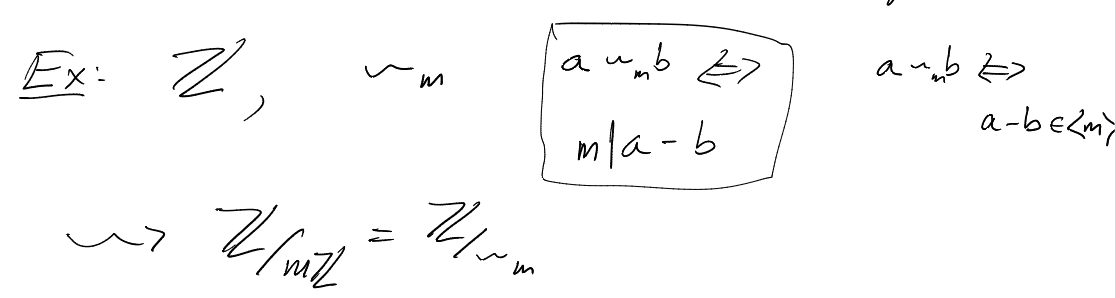 Ex: ℤ, ~ₘ a ~ₘ b ⇔ a ~ₘ b ⇔
m | a - b a - b ∈ ⟨m⟩
⇝ ℤ/mℤ = ℤ/~ₘ